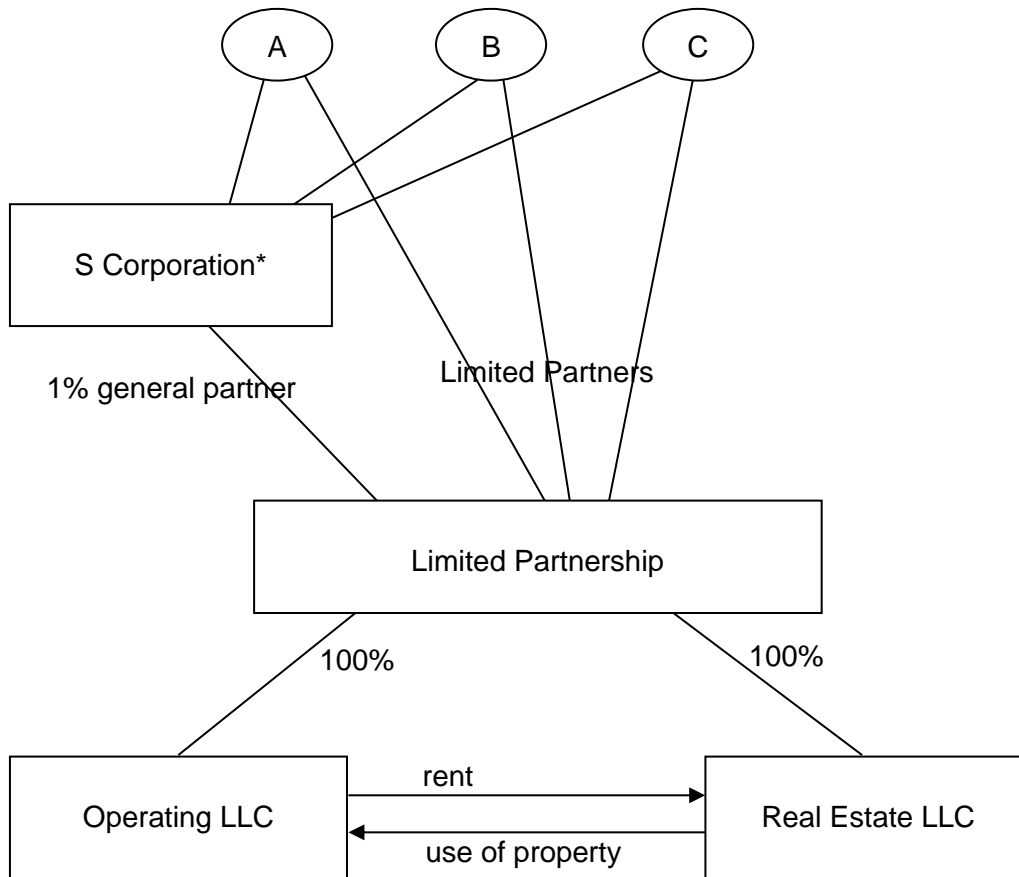 A
B
C
S Corporation*
1% general partner
Limited Partners
Limited Partnership
100%
100%
Operating LLC
rent
use of property
Real Estate LLC